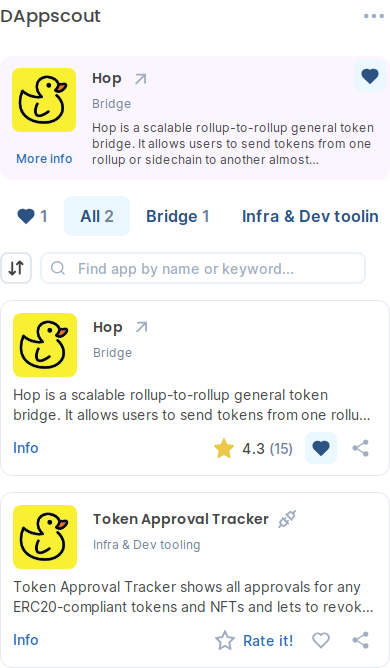 DAppscout
Hop
Bridge
Hop is a scalable rollup-to-rollup general token
bridge. It allows users to send tokens from one
rollup or sidechain to another almost...
More info
1 All 2 Bridge 1 Infra & Dev toolin
Find app by name or keyword...
Hop
Bridge
Hop is a scalable rollup-to-rollup general token
bridge. It allows users to send tokens from one rollu...
Info 4.3 (15)
Token Approval Tracker
Infra & Dev tooling
Token Approval Tracker shows all approvals for any
ERC20-compliant tokens and NFTs and lets to revok...
Info Rate it!